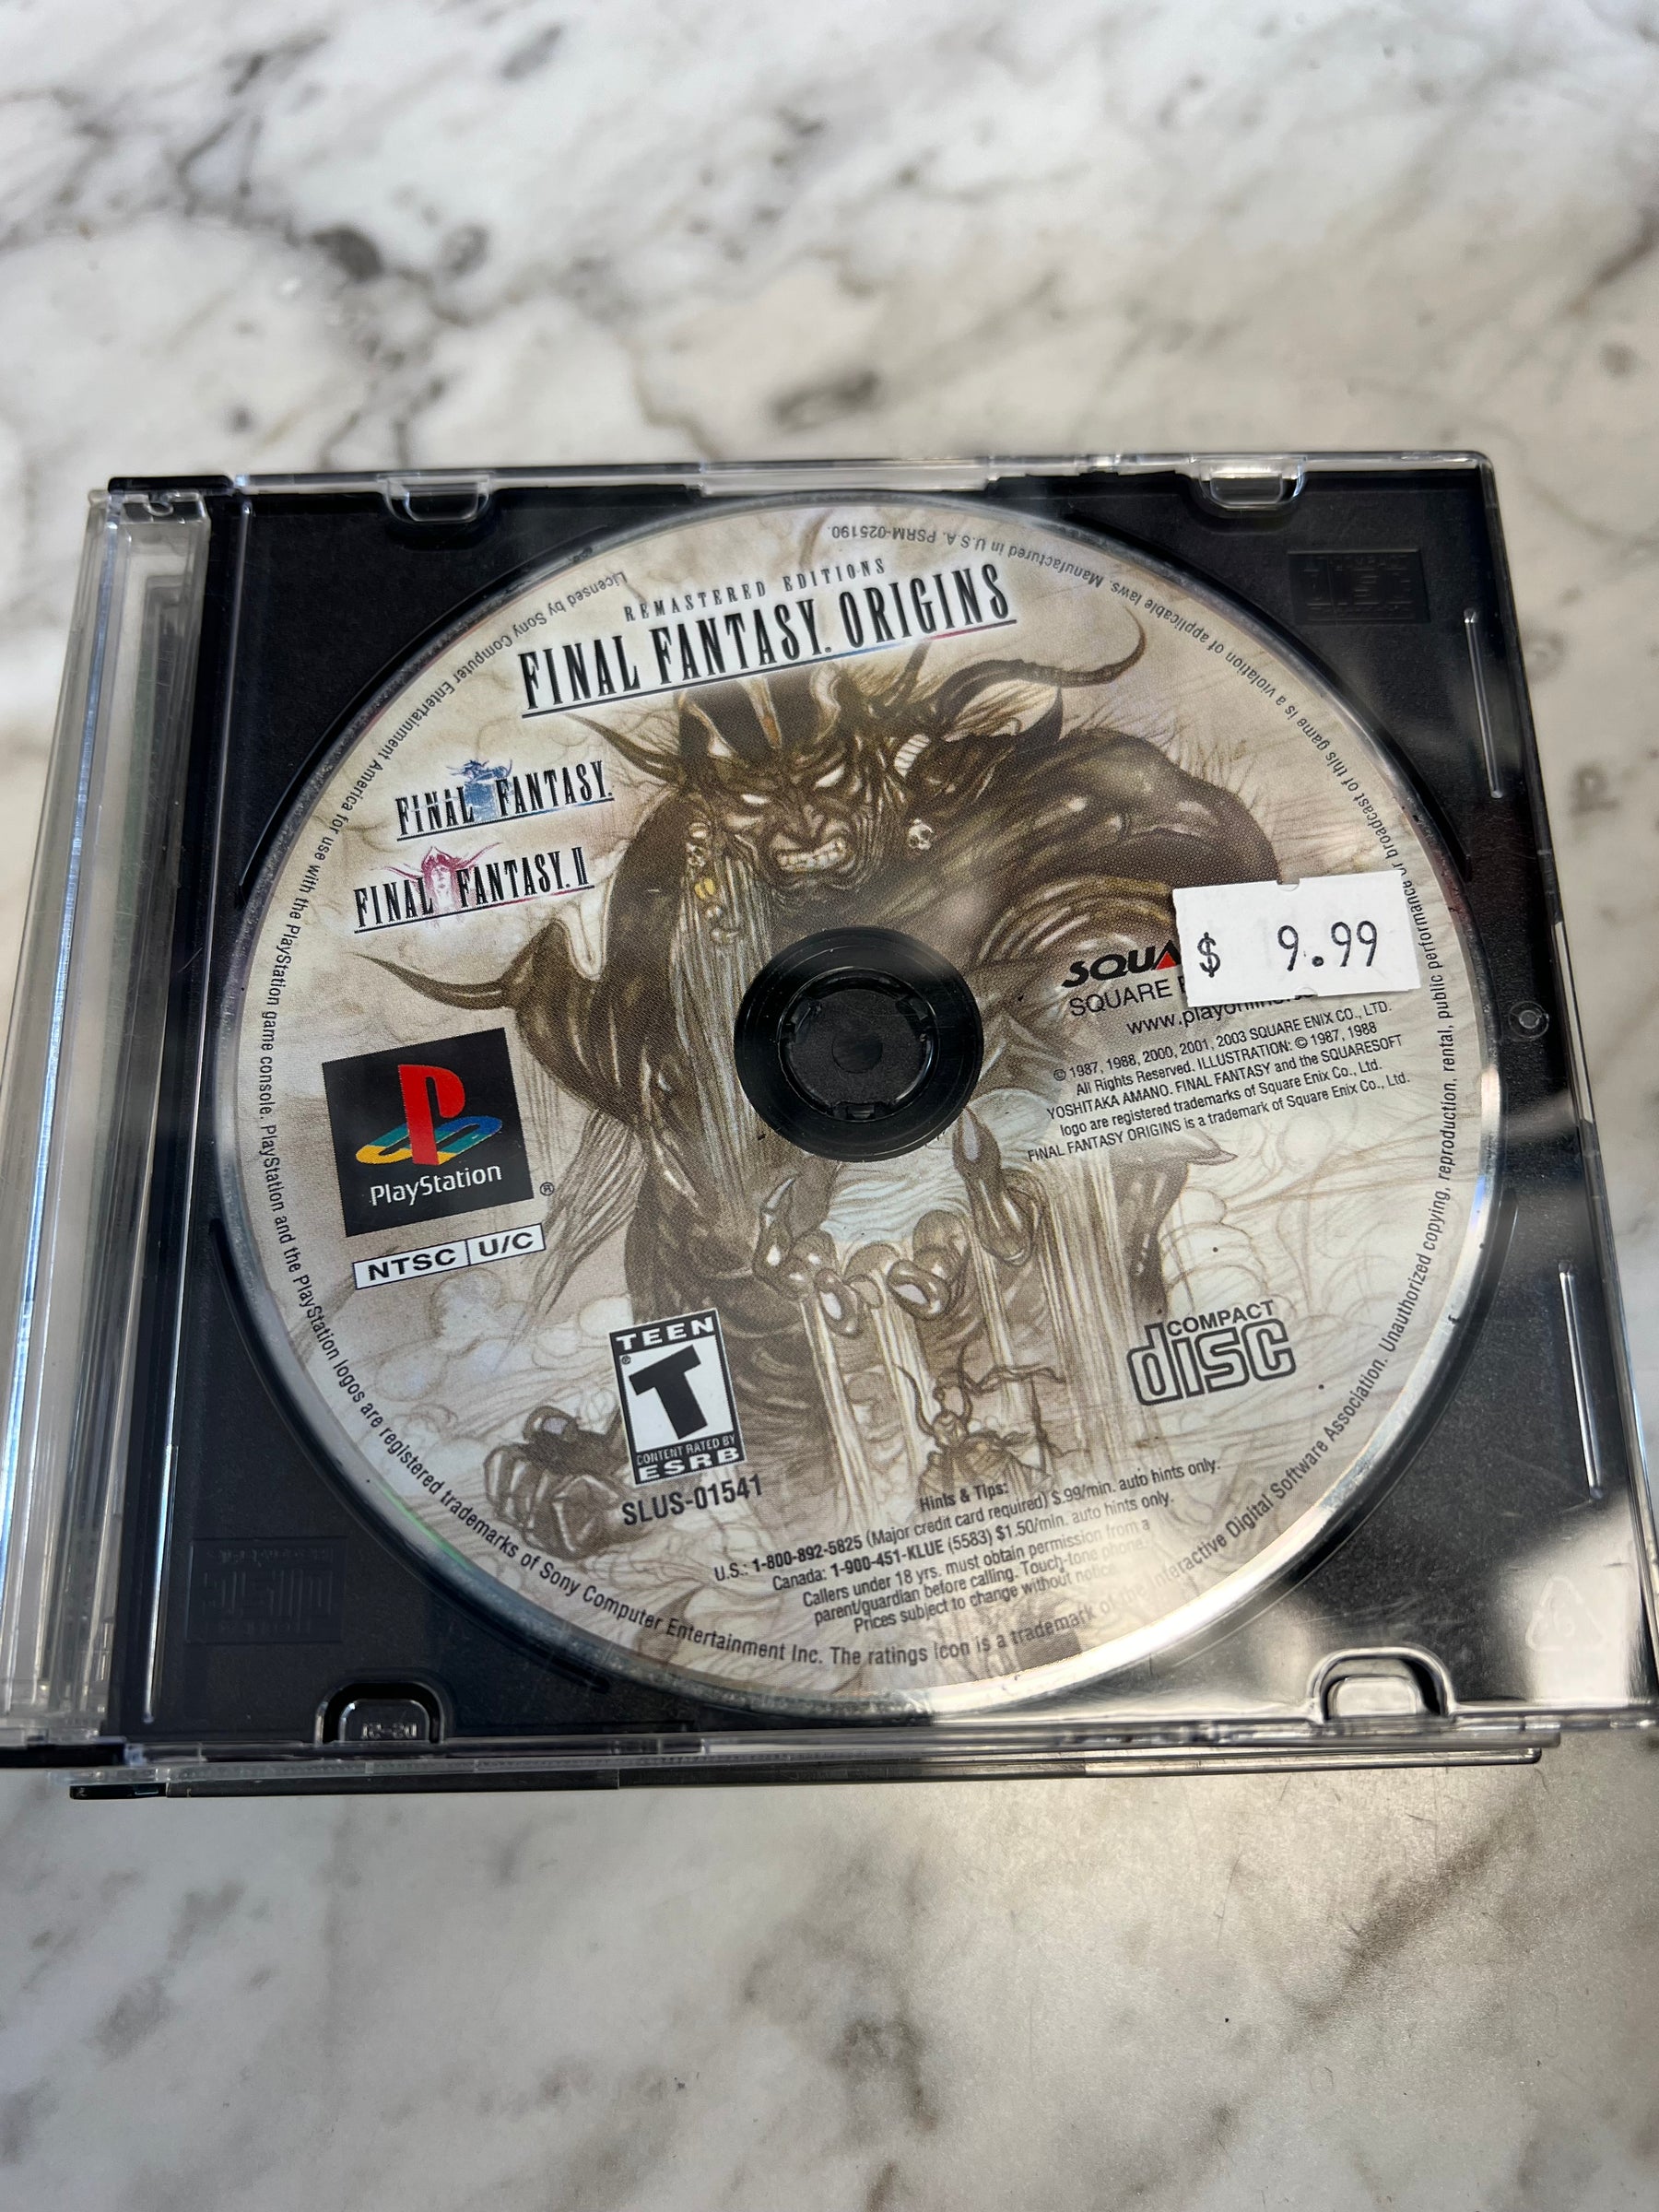 REMASTERED EDITIONS
FINAL FANTASY. ORIGINS
FINAL FANTASY.
FINAL FANTASY. II
PlayStation
®
NTSC U/C
SQUA
SQUARE
$ 9.99
© 1987, 1988, 2000, 2001, 2003 SQUARE ENIX CO., LTD.
All Rights Reserved. ILLUSTRATION: © 1987, 1988
YOSHITAKA AMANO. FINAL FANTASY and the SQUARESOFT
logo are registered trademarks of Square Enix Co., Ltd.
FINAL FANTASY ORIGINS is a trademark of Square Enix Co., Ltd.
COMPACT
disc
TEEN
T
®
CONTENT RATED BY
ESRB
SLUS-01541
Hints & Tips:
U.S.: 1-800-892-5825 (Major credit card required) $.99/min. auto hints only.
Canada: 1-900-451-KLUE (5583) $1.50/min. auto hints only.
Callers under 18 yrs. must obtain permission from a
parent/guardian before calling. Touch-tone phone.
Prices subject to change without notice.
Licensed by Sony Computer Entertainment America for use with the PlayStation game console. PlayStation and the PlayStation logos are registered trademarks of Sony Computer Entertainment Inc. The ratings icon is a trademark of the Interactive Digital Software Association. Unauthorized copying, reproduction, rental, public performance or broadcast of this game is a violation of applicable laws. Manufactured in U.S.A. PSRM-025190.